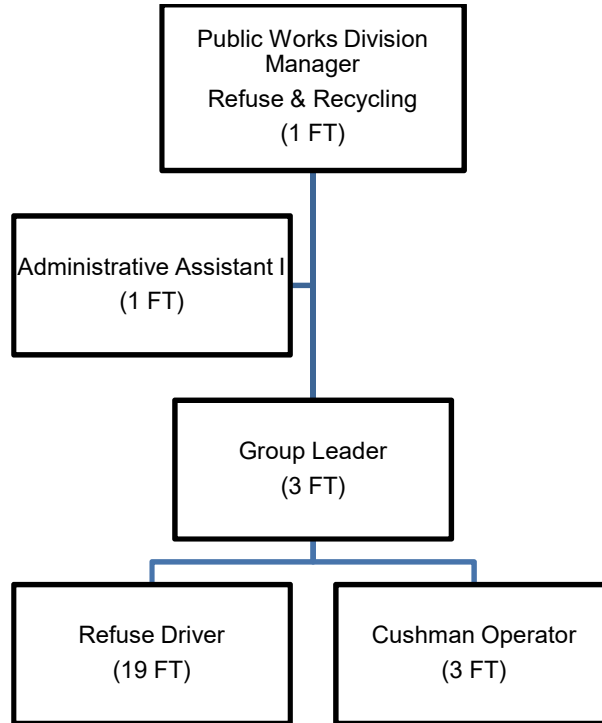 Public Works Division
Manager
Refuse & Recycling
(1 FT)
Administrative Assistant I
(1 FT)
Group Leader
(3 FT)
Refuse Driver
(19 FT)
Cushman Operator
(3 FT)